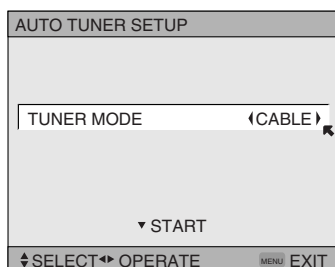 AUTO TUNER SETUP
TUNER MODE CABLE
START
SELECT OPERATE MENU EXIT